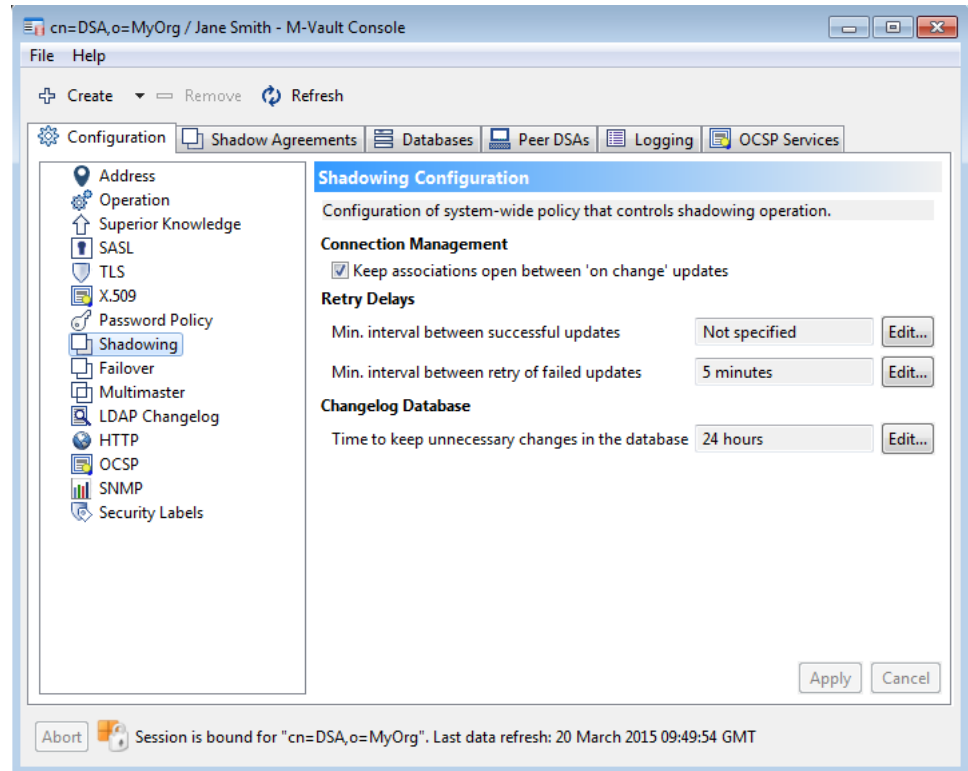 cn=DSA,o=MyOrg / Jane Smith - M-Vault Console
File Help
Create Remove Refresh
Configuration Shadow Agreements Databases Peer DSAs Logging OCSP Services
Address
Operation
Superior Knowledge
SASL
TLS
X.509
Password Policy
Shadowing
Failover
Multimaster
LDAP Changelog
HTTP
OCSP
SNMP
Security Labels
Shadowing Configuration
Configuration of system-wide policy that controls shadowing operation.
Connection Management
Keep associations open between 'on change' updates
Retry Delays
Min. interval between successful updates Not specified Edit...
Min. interval between retry of failed updates 5 minutes Edit...
Changelog Database
Time to keep unnecessary changes in the database 24 hours Edit...
Apply Cancel
Abort Session is bound for "cn=DSA,o=MyOrg". Last data refresh: 20 March 2015 09:49:54 GMT